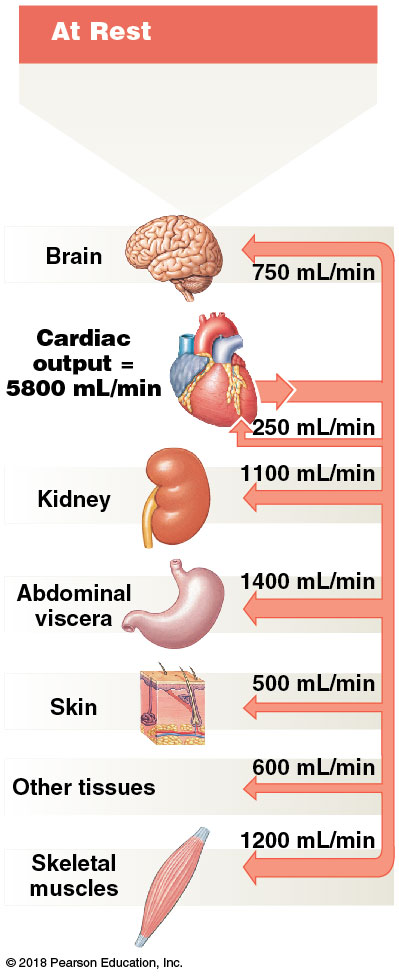 At Rest
Brain
750 mL/min
Cardiac
output =
5800 mL/min
250 mL/min
1100 mL/min
Kidney
1400 mL/min
Abdominal
viscera
500 mL/min
Skin
600 mL/min
Other tissues
1200 mL/min
Skeletal
muscles
© 2018 Pearson Education, Inc.